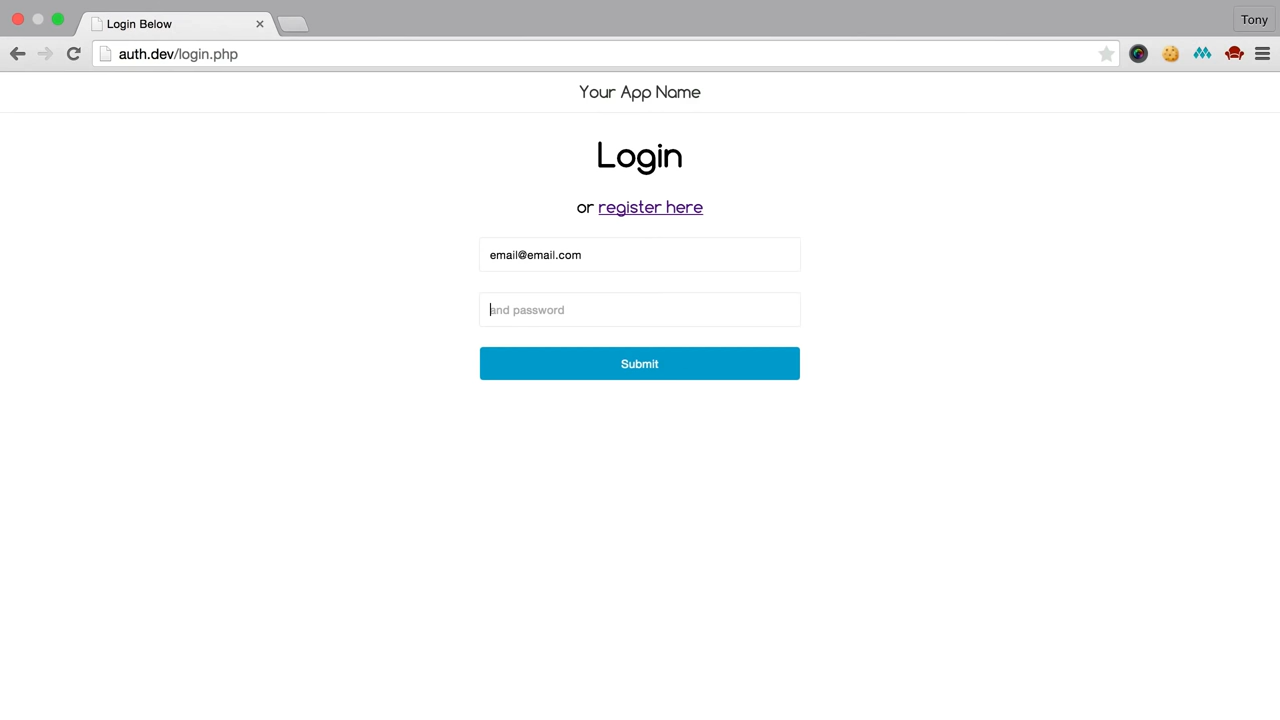 Login Below
Tony
auth.dev/login.php
Your App Name
Login
or register here
email@email.com
and password
Submit